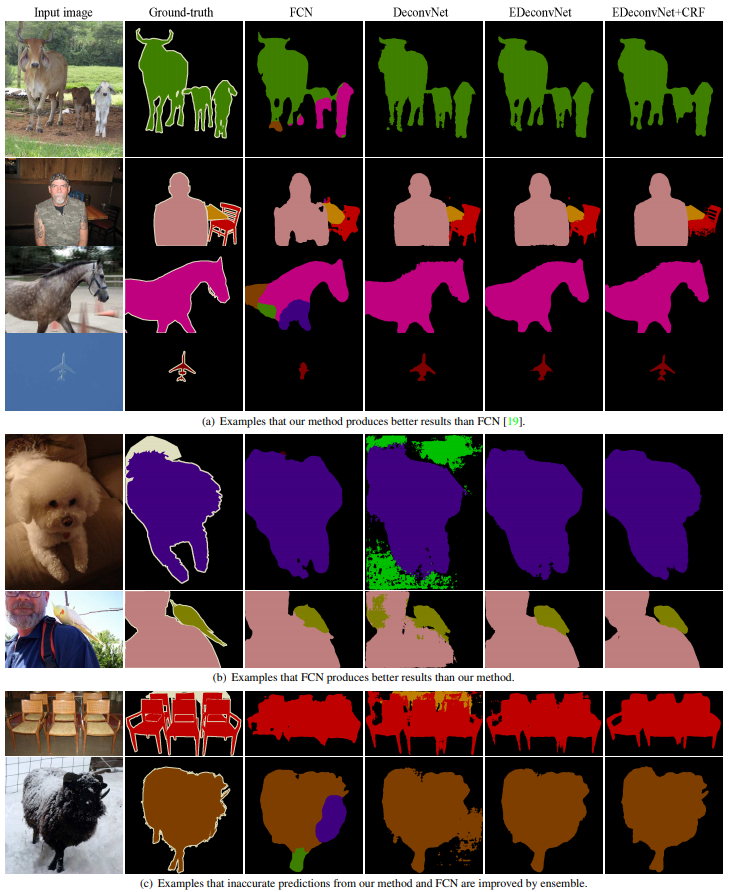 Input image Ground-truth FCN DeconvNet EDeconvNet EDeconvNet+CRF
(a) Examples that our method produces better results than FCN [19].
(b) Examples that FCN produces better results than our method.
(c) Examples that inaccurate predictions from our method and FCN are improved by ensemble.